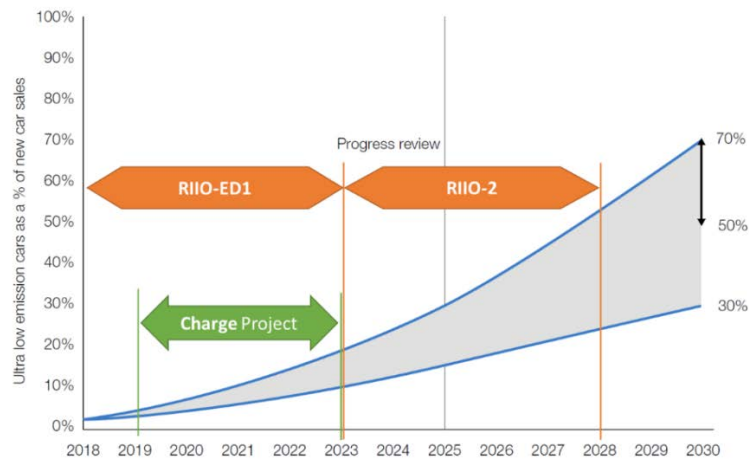 100%
90%
80%
70%
60%
50%
40%
30%
20%
10%
0%
Ultra low emission cars as a % of new car sales
Progress review
RIIO-ED1
RIIO-2
Charge Project
70%
50%
30%
2018 2019 2020 2021 2022 2023 2024 2025 2026 2027 2028 2029 2030